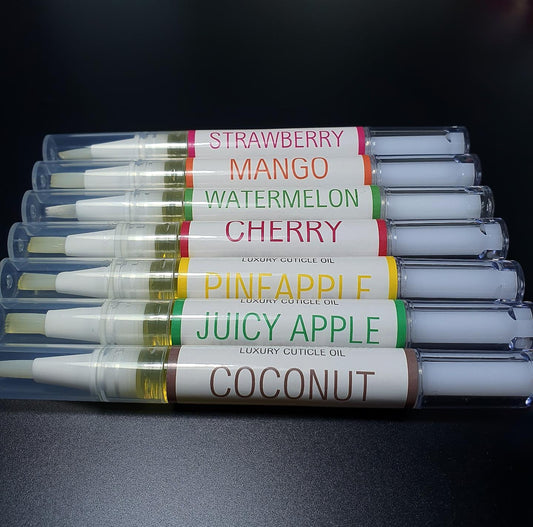 STRAWBERRY
MANGO
WATERMELON
CHERRY
LUXURY CUTICLE OIL
PINEAPPLE
LUXURY CUTICLE OIL
JUICY APPLE
LUXURY CUTICLE OIL
COCONUT